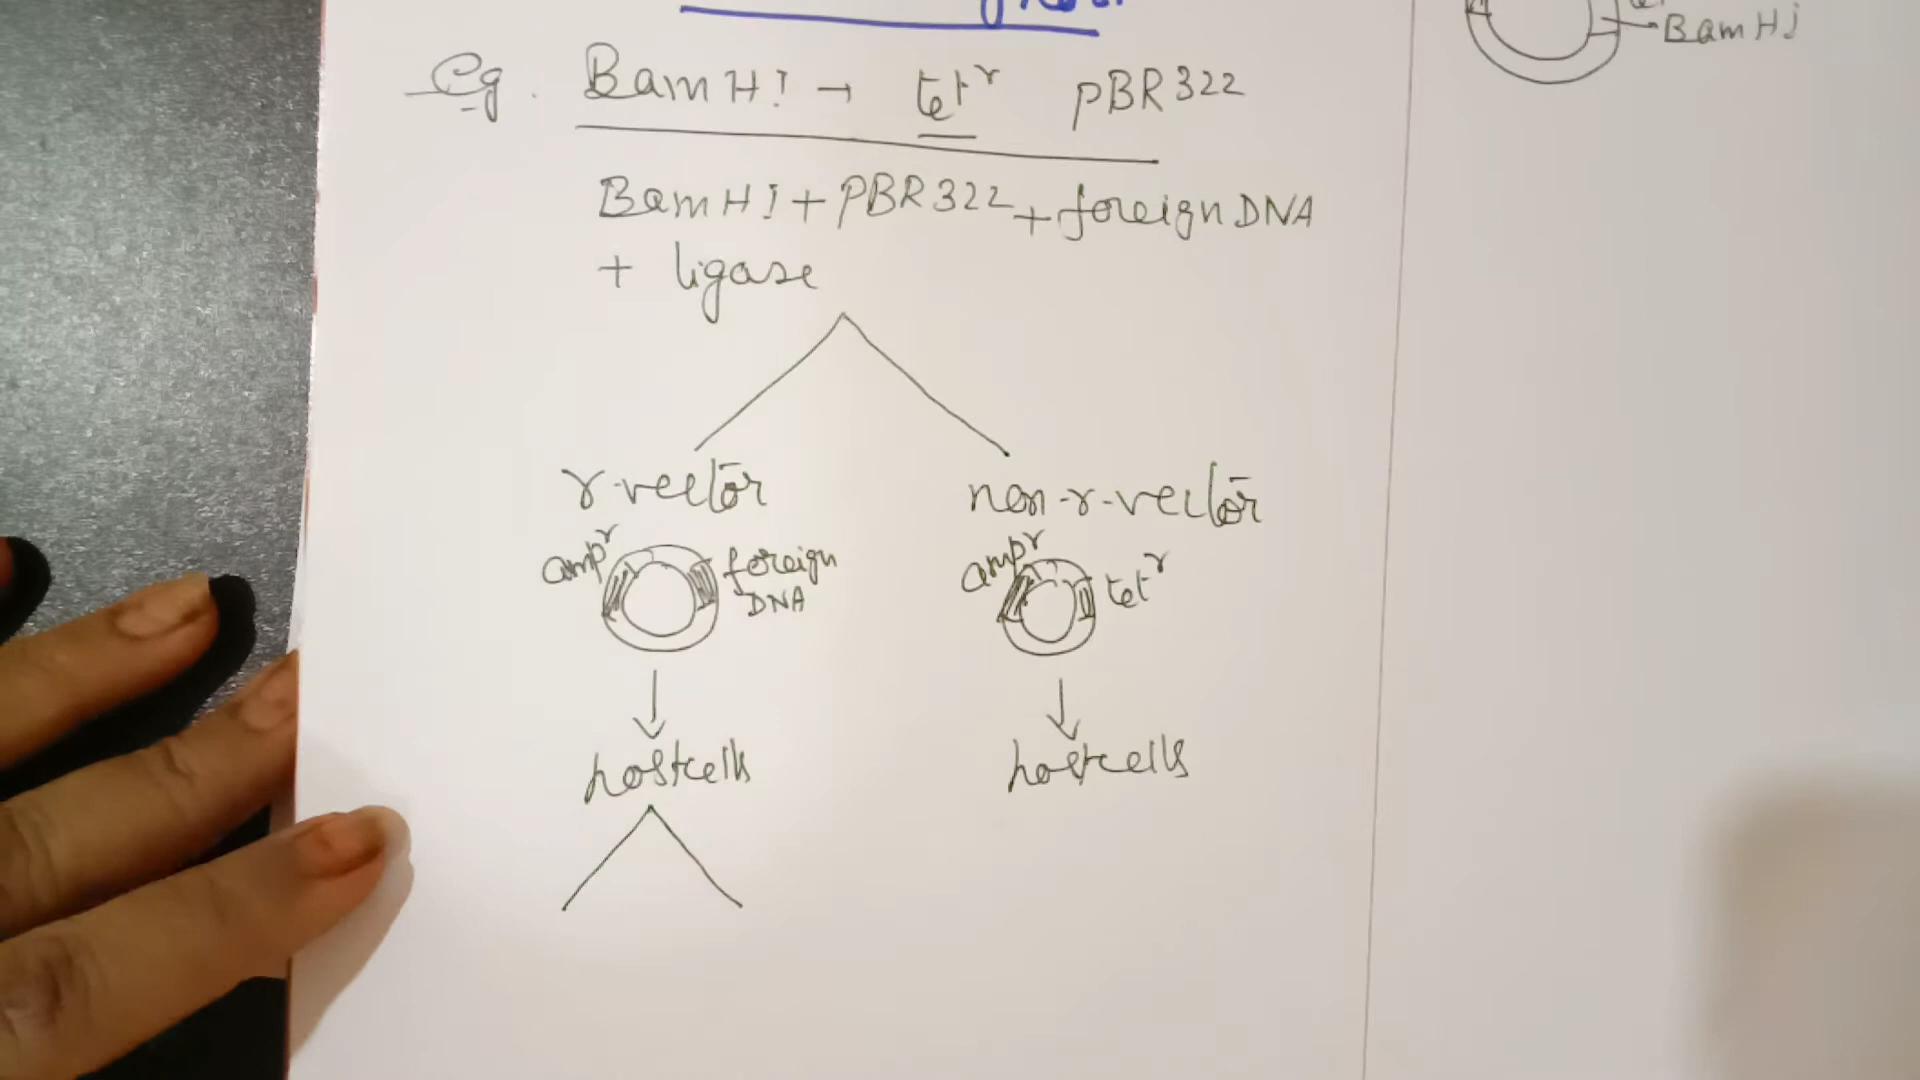 BamHI
Eg. BamHI → tetʳ pBR322
BamHI + pBR322 + foreign DNA
+ ligase
r-vector
non-r-vector
ampʳ
foreign
DNA
ampʳ
tetʳ
hostcells
hostcells